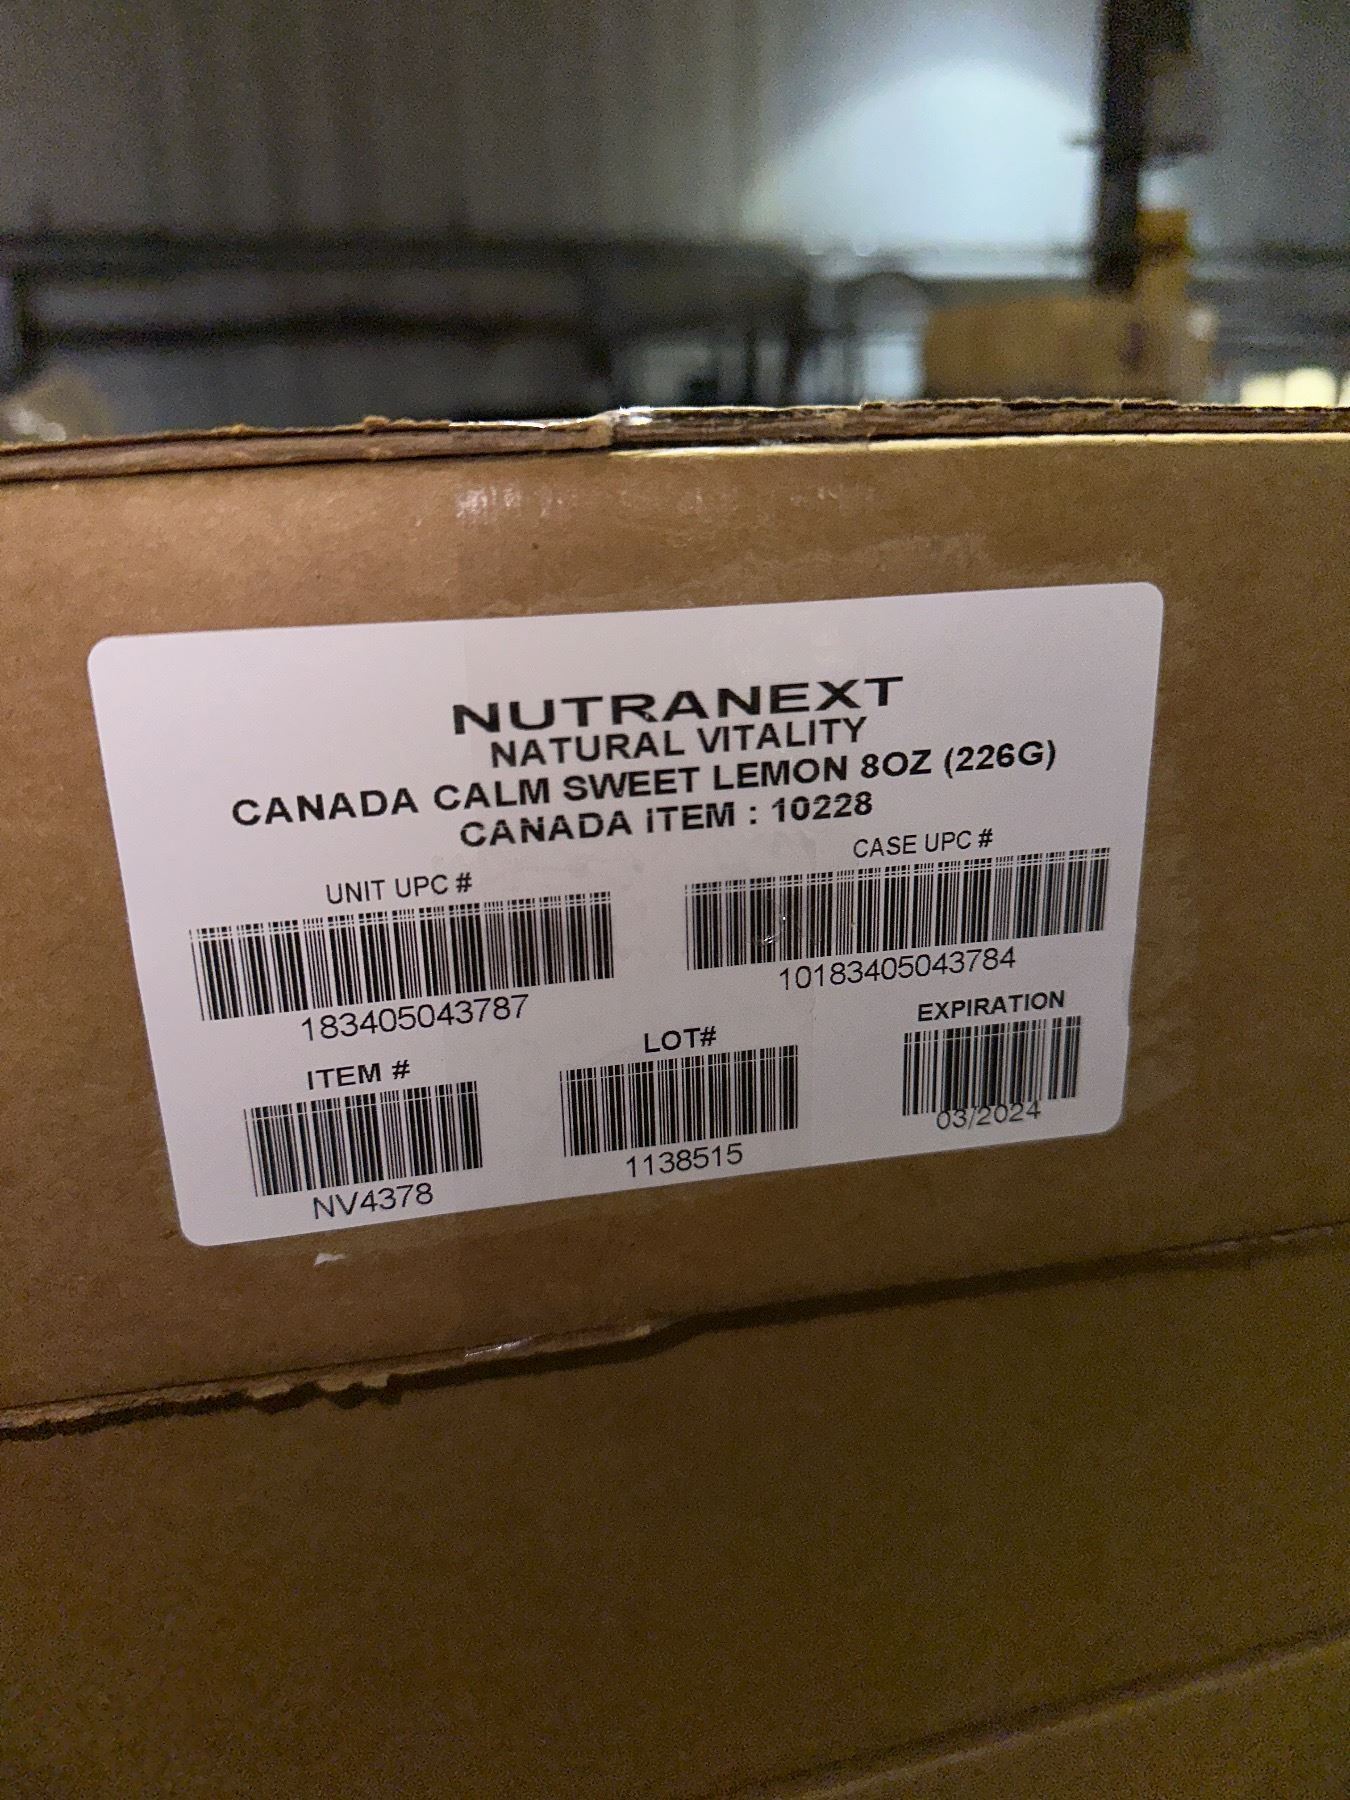 NUTRANEXT
NATURAL VITALITY
CANADA CALM SWEET LEMON 8OZ (226G)
CANADA iTEM : 10228
UNIT UPC #
183405043787
CASE UPC #
10183405043784
ITEM #
NV4378
LOT#
1138515
EXPIRATION
03/2024